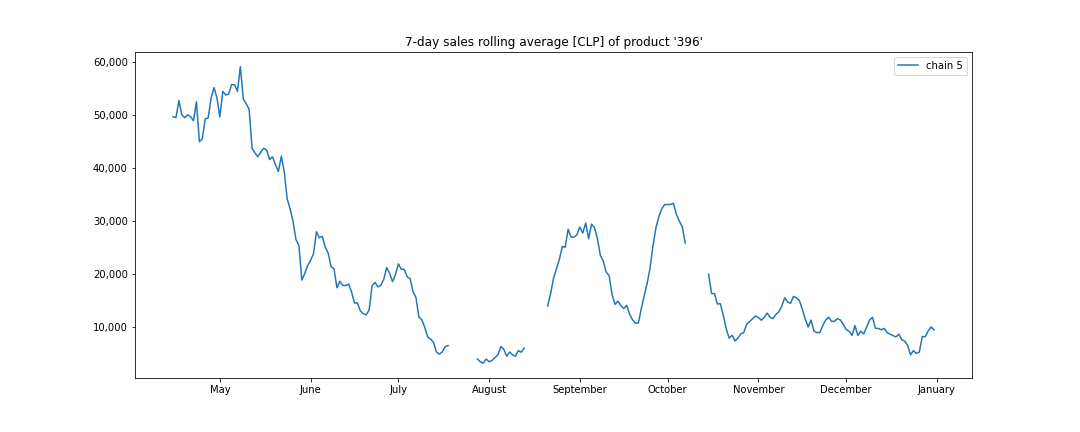 7-day sales rolling average [CLP] of product '396'
chain 5
60,000
50,000
40,000
30,000
20,000
10,000
May June July August September October November December January